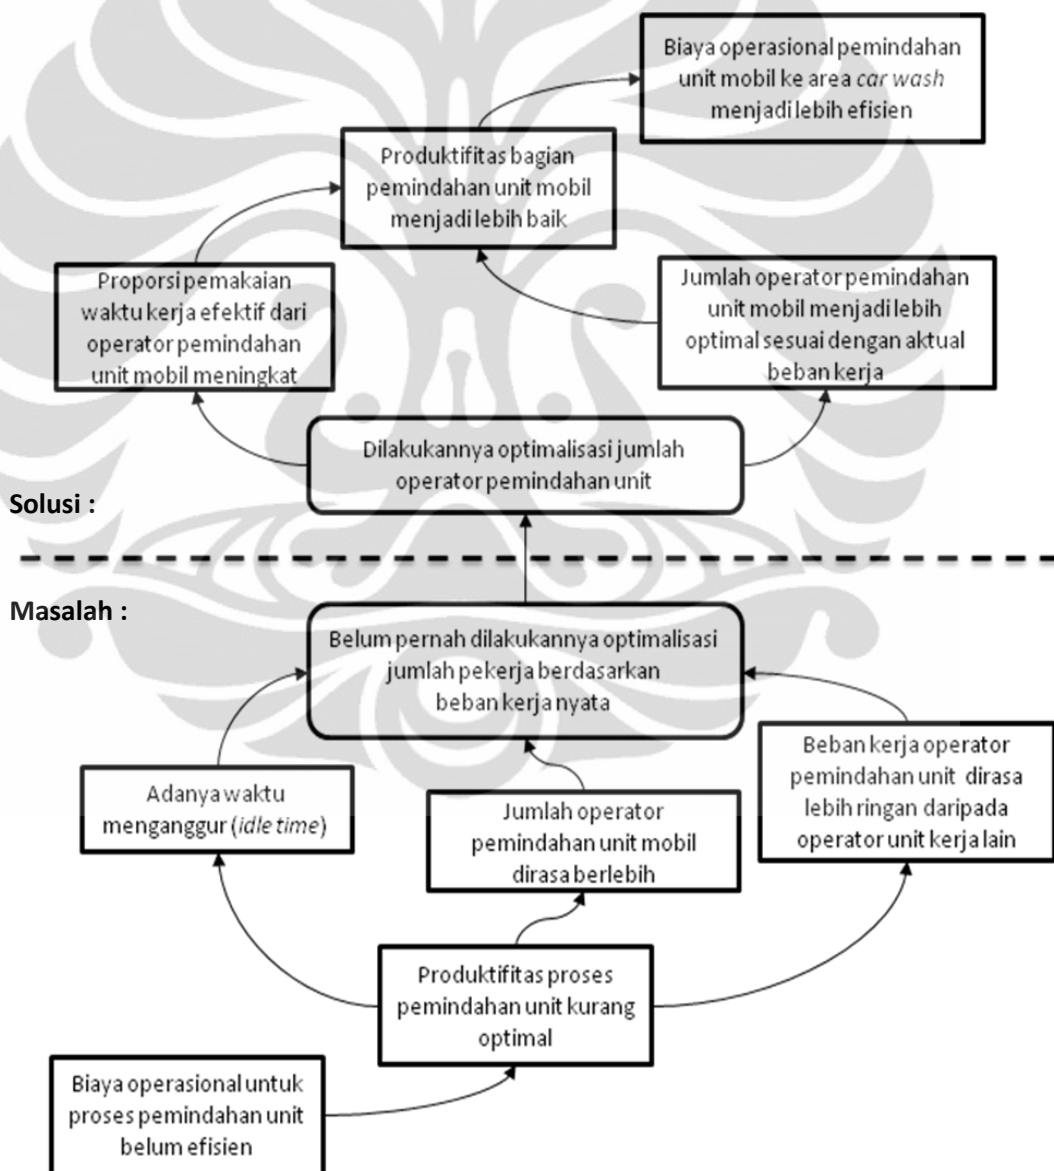 Biaya operasional pemindahan
unit mobil ke area car wash
menjadi lebih efisien
Produktifitas bagian
pemindahan unit mobil
menjadi lebih baik
Proporsi pemakaian
waktu kerja efektif dari
operator pemindahan
unit mobil meningkat
Jumlah operator pemindahan
unit mobil menjadi lebih
optimal sesuai dengan aktual
beban kerja
Dilakukannya optimalisasi jumlah
operator pemindahan unit
Solusi :
Masalah :
Belum pernah dilakukannya optimalisasi
jumlah pekerja berdasarkan
beban kerja nyata
Adanya waktu
menganggur (idle time)
Jumlah operator
pemindahan unit mobil
dirasa berlebih
Beban kerja operator
pemindahan unit dirasa
lebih ringan daripada
operator unit kerja lain
Produktifitas proses
pemindahan unit kurang
optimal
Biaya operasional untuk
proses pemindahan unit
belum efisien